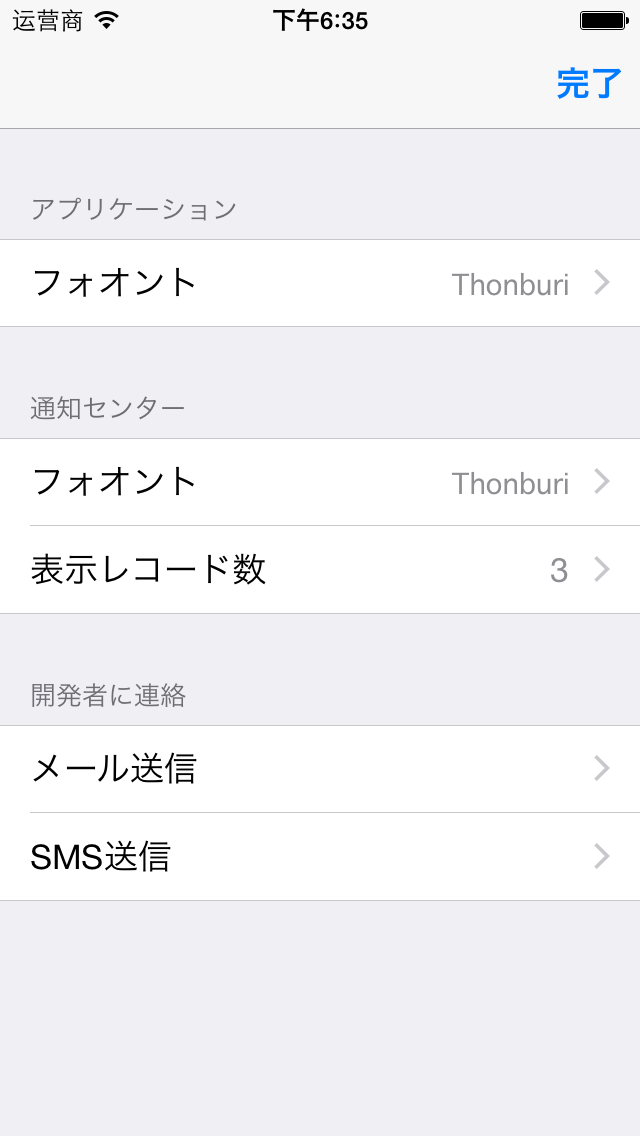 运营商 下午6:35
完了
アプリケーション
フォオント Thonburi
通知センター
フォオント Thonburi
表示レコード数 3
開発者に連絡
メール送信
SMS送信